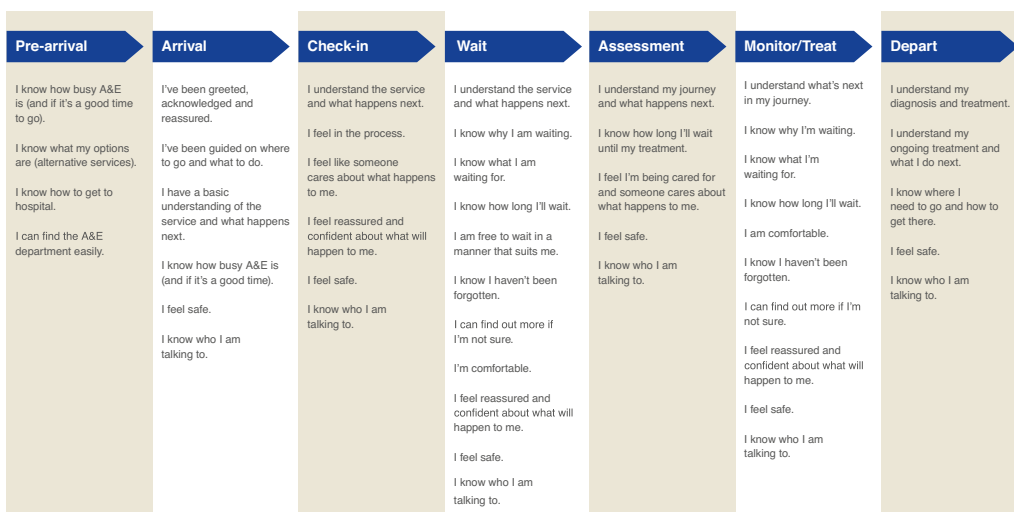 Pre-arrival
I know how busy A&E
is (and if it's a good time
to go).
I know what my options
are (alternative services).
I know how to get to
hospital.
I can find the A&E
department easily.
Arrival
I've been greeted,
acknowledged and
reassured.
I've been guided on where
to go and what to do.
I have a basic
understanding of the
service and what happens
next.
I know how busy A&E is
(and if it's a good time).
I feel safe.
I know who I am
talking to.
Check-in
I understand the service
and what happens next.
I feel in the process.
I feel like someone
cares about what happens
to me.
I feel reassured and
confident about what will
happen to me.
I feel safe.
I know who I am
talking to.
Wait
I understand the service
and what happens next.
I know why I am waiting.
I know what I am
waiting for.
I know how long I'll wait.
I am free to wait in a
manner that suits me.
I know I haven't been
forgotten.
I can find out more if
I'm not sure.
I'm comfortable.
I feel reassured and
confident about what will
happen to me.
I feel safe.
I know who I am
talking to.
Assessment
I understand my journey
and what happens next.
I know how long I'll wait
until my treatment.
I feel I'm being cared for
and someone cares about
what happens to me.
I feel safe.
I know who I am
talking to.
Monitor/Treat
I understand what's next
in my journey.
I know why I'm waiting.
I know what I'm
waiting for.
I know how long I'll wait.
I am comfortable.
I know I haven't been
forgotten.
I can find out more if I'm
not sure.
I feel reassured and
confident about what will
happen to me.
I feel safe.
I know who I am
talking to.
Depart
I understand my
diagnosis and treatment.
I understand my
ongoing treatment and
what I do next.
I know where I
need to go and how to
get there.
I feel safe.
I know who I am
talking to.